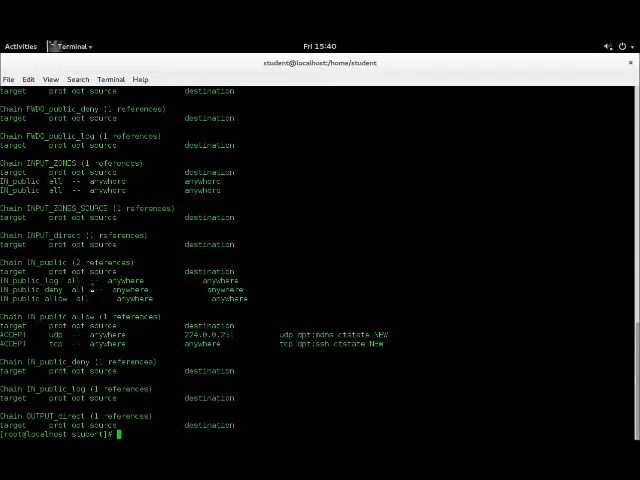 Activities Terminal Fri 15:40
student@localhost:/home/student
File Edit View Search Terminal Help
target prot opt source destination
Chain FWDO_public_deny (1 references)
target prot opt source destination
Chain FWDO_public_log (1 references)
target prot opt source destination
Chain INPUT_ZONES (1 references)
target prot opt source destination
IN_public all -- anywhere anywhere
IN_public all -- anywhere anywhere
Chain INPUT_ZONES_SOURCE (1 references)
target prot opt source destination
Chain INPUT_direct (1 references)
target prot opt source destination
Chain IN_public (2 references)
target prot opt source destination
IN_public_log all -- anywhere anywhere
IN_public_deny all -- anywhere anywhere
IN_public_allow all -- anywhere anywhere
Chain IN_public_allow (1 references)
target prot opt source destination
ACCEPT udp -- anywhere 224.0.0.251 udp dpt:mdns ctstate NEW
ACCEPT tcp -- anywhere anywhere tcp dpt:ssh ctstate NEW
Chain IN_public_deny (1 references)
target prot opt source destination
Chain IN_public_log (1 references)
target prot opt source destination
Chain OUTPUT_direct (1 references)
target prot opt source destination
[root@localhost student]#